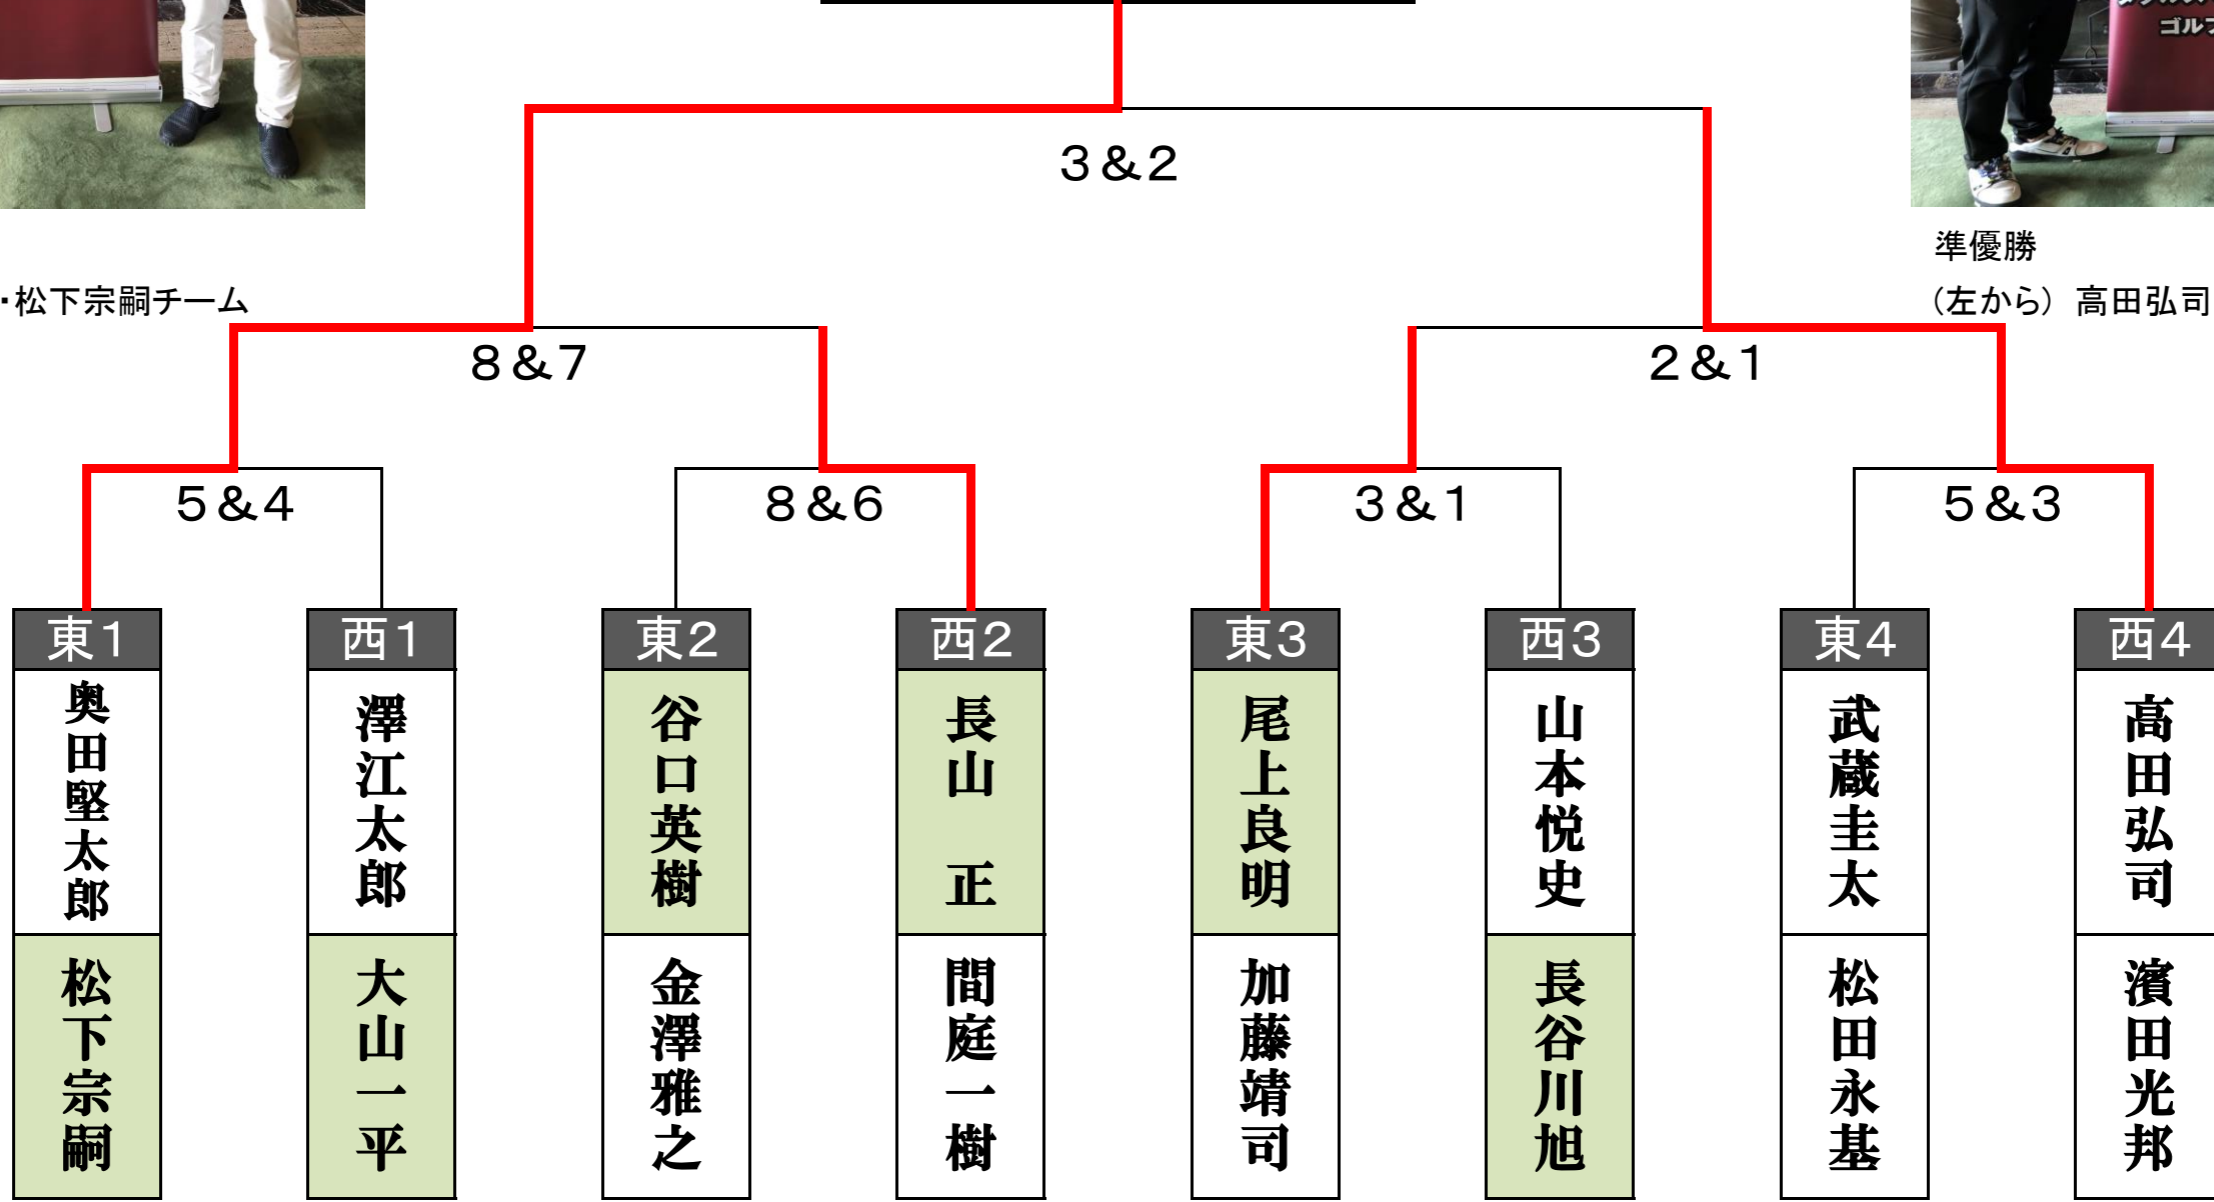 ゴルフ
3&2
準優勝
・松下宗嗣チーム
(左から) 高田弘司
8&7
2&1
5&4
8&6
3&1
5&3
東1
西1
東2
西2
東3
西3
東4
西4
奥田堅太郎
澤江太郎
谷口英樹
長山 正
尾上良明
山本悦史
武蔵圭太
高田弘司
松下宗嗣
大山一平
金澤雅之
間庭一樹
加藤靖司
長谷川旭
松田永基
濱田光邦